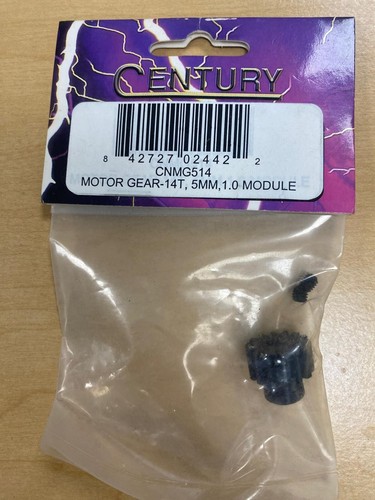 CENTURY
8 42727 02442 2
CNMG514
MOTOR GEAR-14T, 5MM,1.0 MODULE